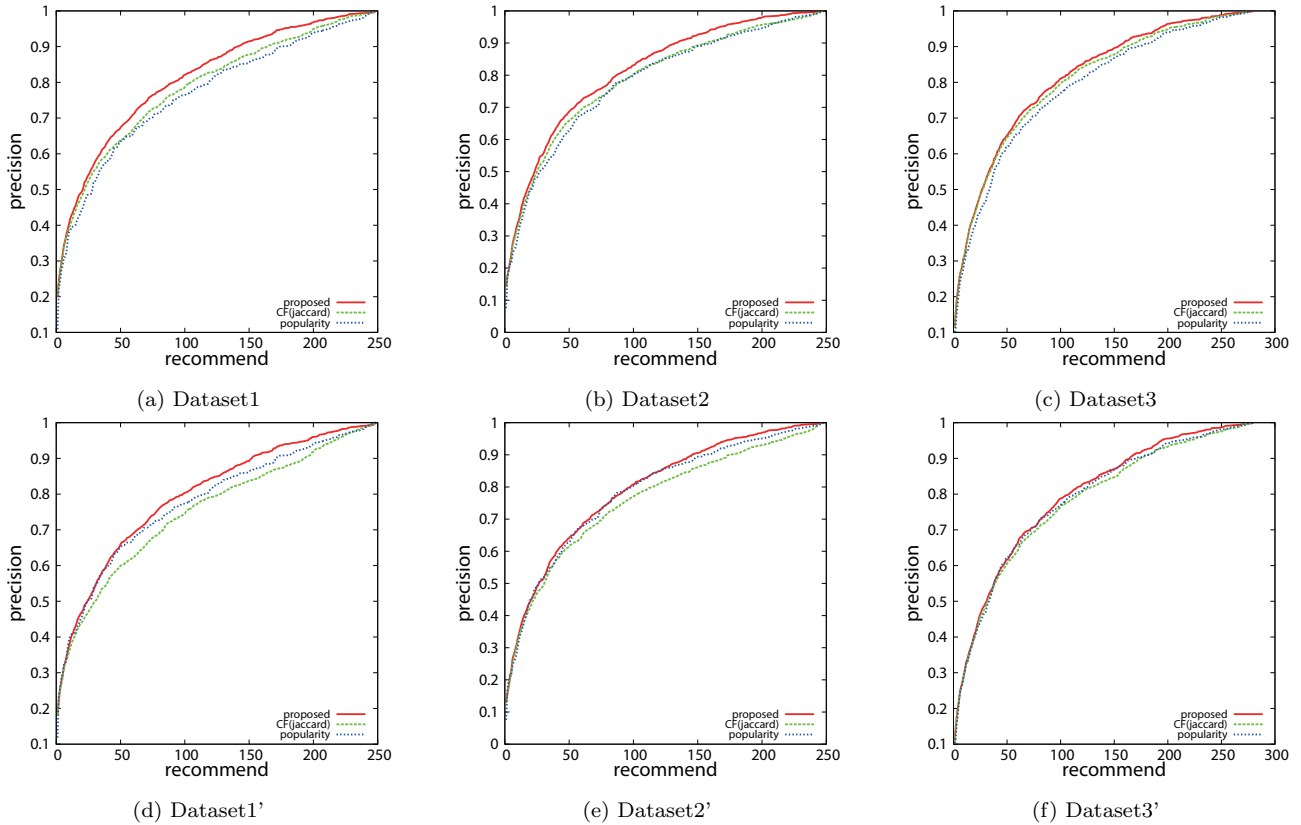 1
0.9
0.8
0.7
0.6
0.5
0.4
0.3
0.2
0.1
precision
proposed
CF(jaccard)
popularity
0 50 100 150 200 250
recommend
(a) Dataset1
1
0.9
0.8
0.7
0.6
0.5
0.4
0.3
0.2
0.1
0
precision
proposed
CF(jaccard)
popularity
0 50 100 150 200 250
recommend
(b) Dataset2
1
0.9
0.8
0.7
0.6
0.5
0.4
0.3
0.2
0.1
precision
proposed
CF(jaccard)
popularity
0 50 100 150 200 250 300
recommend
(c) Dataset3
1
0.9
0.8
0.7
0.6
0.5
0.4
0.3
0.2
0.1
precision
proposed
CF(jaccard)
popularity
0 50 100 150 200 250
recommend
(d) Dataset1’
1
0.9
0.8
0.7
0.6
0.5
0.4
0.3
0.2
0.1
0
precision
proposed
CF(jaccard)
popularity
0 50 100 150 200 250
recommend
(e) Dataset2’
1
0.9
0.8
0.7
0.6
0.5
0.4
0.3
0.2
0.1
precision
proposed
CF(jaccard)
popularity
0 50 100 150 200 250 300
recommend
(f) Dataset3’